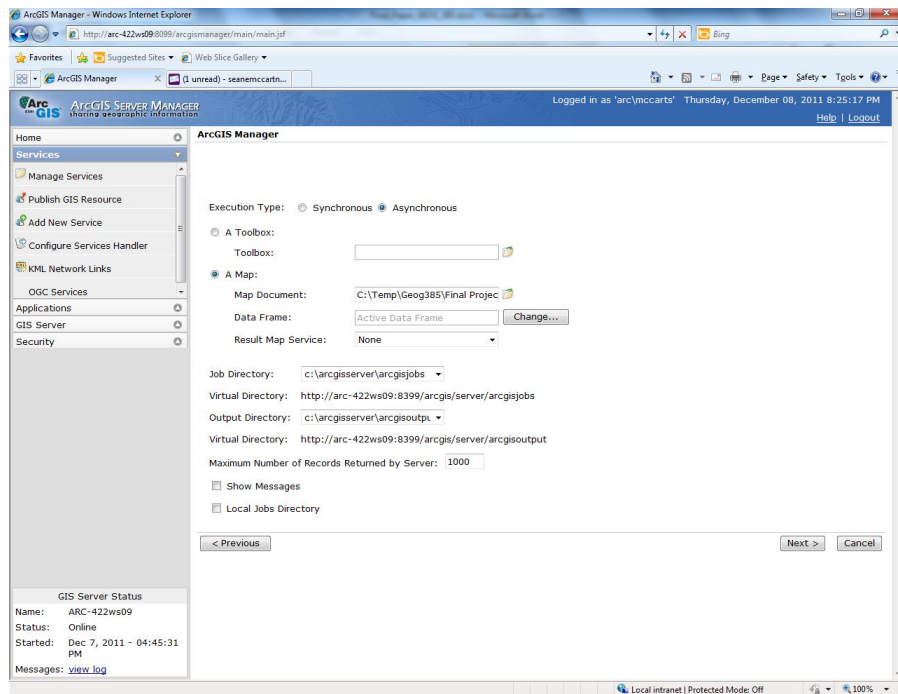 ArcGIS Manager - Windows Internet Explorer
http://arc-422ws09:8099/arcgismanager/main/main.jsf
Bing
Favorites
Suggested Sites
Web Slice Gallery
ArcGIS Manager
(1 unread) - seanemccartn...
Page
Safety
Tools
ArcGIS
ARCGIS SERVER MANAGER
sharing geographic information
Logged in as 'arc\mccarts' Thursday, December 08, 2011 8:25:17 PM
Help | Logout
Home
Services
Manage Services
Publish GIS Resource
Add New Service
Configure Services Handler
KML Network Links
OGC Services
Applications
GIS Server
Security
ArcGIS Manager
Execution Type: Synchronous Asynchronous
A Toolbox:
Toolbox:
A Map:
Map Document: C:\Temp\Geog385\Final Projec
Data Frame: Active Data Frame Change...
Result Map Service: None
Job Directory: c:\arcgisserver\arcgisjobs
Virtual Directory: http://arc-422ws09:8399/arcgis/server/arcgisjobs
Output Directory: c:\arcgisserver\arcgisoutpu
Virtual Directory: http://arc-422ws09:8399/arcgis/server/arcgisoutput
Maximum Number of Records Returned by Server: 1000
Show Messages
Local Jobs Directory
< Previous
Next >
Cancel
GIS Server Status
Name: ARC-422ws09
Status: Online
Started: Dec 7, 2011 - 04:45:31
PM
Messages: view log
Local intranet | Protected Mode: Off
100%